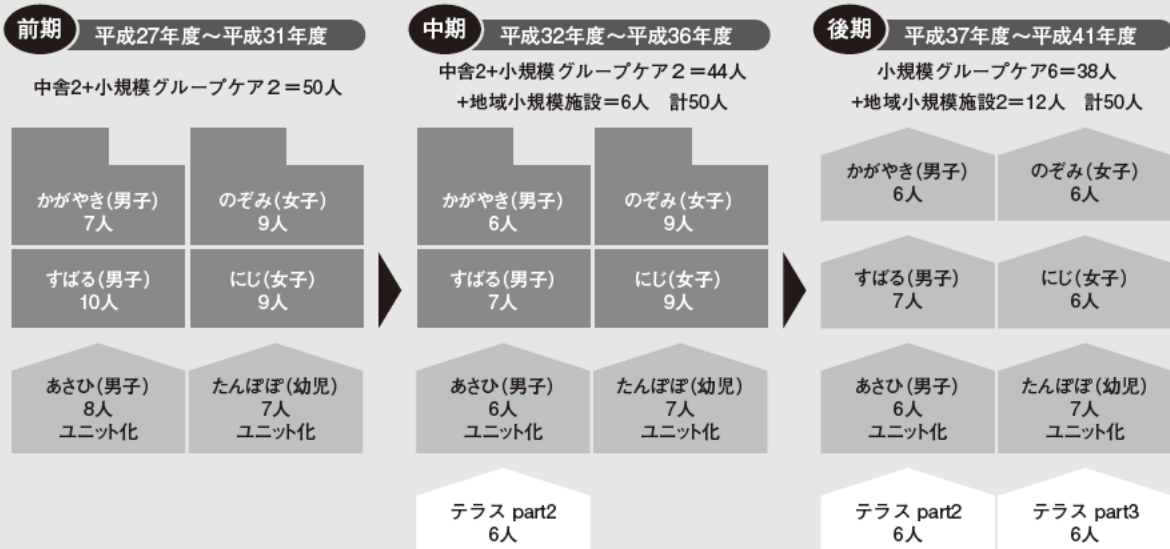 前期 平成27年度～平成31年度
中舎2+小規模グループケア2＝50人
かがやき(男子)
7人
のぞみ(女子)
9人
すばる(男子)
10人
にじ(女子)
9人
あさひ(男子)
8人
ユニット化
たんぽぽ(幼児)
7人
ユニット化
中期 平成32年度～平成36年度
中舎2+小規模グループケア2＝44人
+地域小規模施設＝6人 計50人
かがやき(男子)
6人
のぞみ(女子)
9人
すばる(男子)
7人
にじ(女子)
9人
あさひ(男子)
6人
ユニット化
たんぽぽ(幼児)
7人
ユニット化
テラス part2
6人
後期 平成37年度～平成41年度
小規模グループケア6＝38人
+地域小規模施設2＝12人 計50人
かがやき(男子)
6人
のぞみ(女子)
6人
すばる(男子)
7人
にじ(女子)
6人
あさひ(男子)
6人
ユニット化
たんぽぽ(幼児)
7人
ユニット化
テラス part2
6人
テラス part3
6人